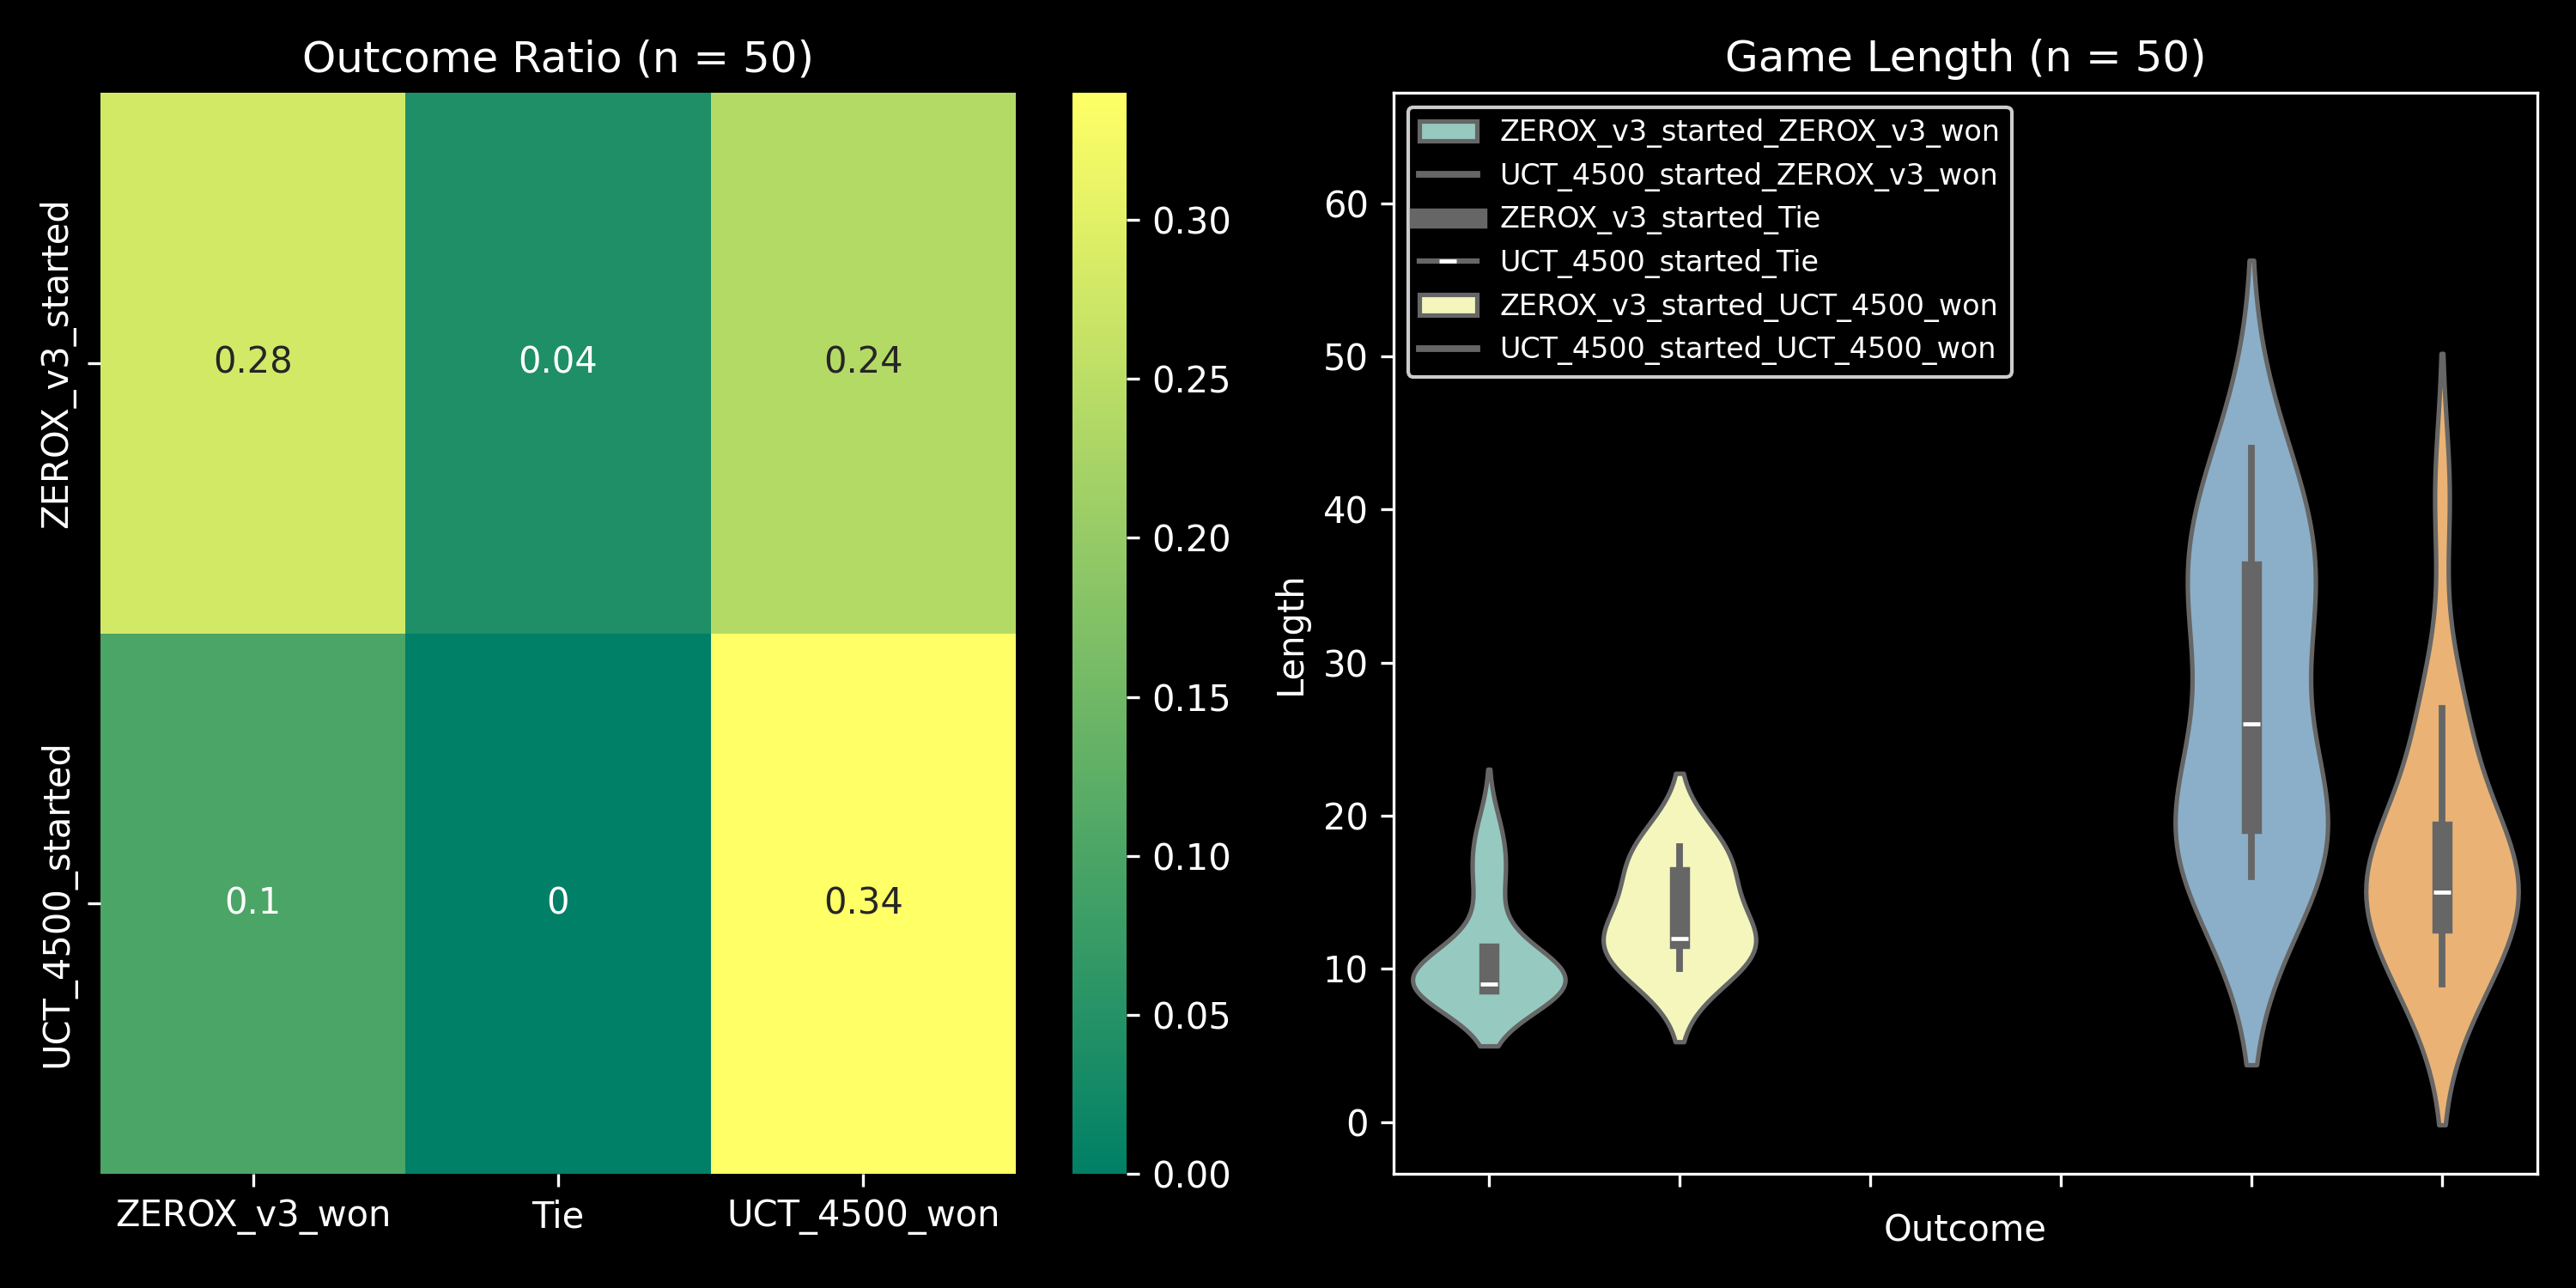 Outcome Ratio (n = 50)
ZEROX_v3_started
UCT_4500_started
0.28
0.04
0.24
0.1
0
0.34
ZEROX_v3_won
Tie
UCT_4500_won
0.30
0.25
0.20
0.15
0.10
0.05
0.00
Game Length (n = 50)
ZEROX_v3_started_ZEROX_v3_won
UCT_4500_started_ZEROX_v3_won
ZEROX_v3_started_Tie
UCT_4500_started_Tie
ZEROX_v3_started_UCT_4500_won
UCT_4500_started_UCT_4500_won
Length
60
50
40
30
20
10
0
Outcome